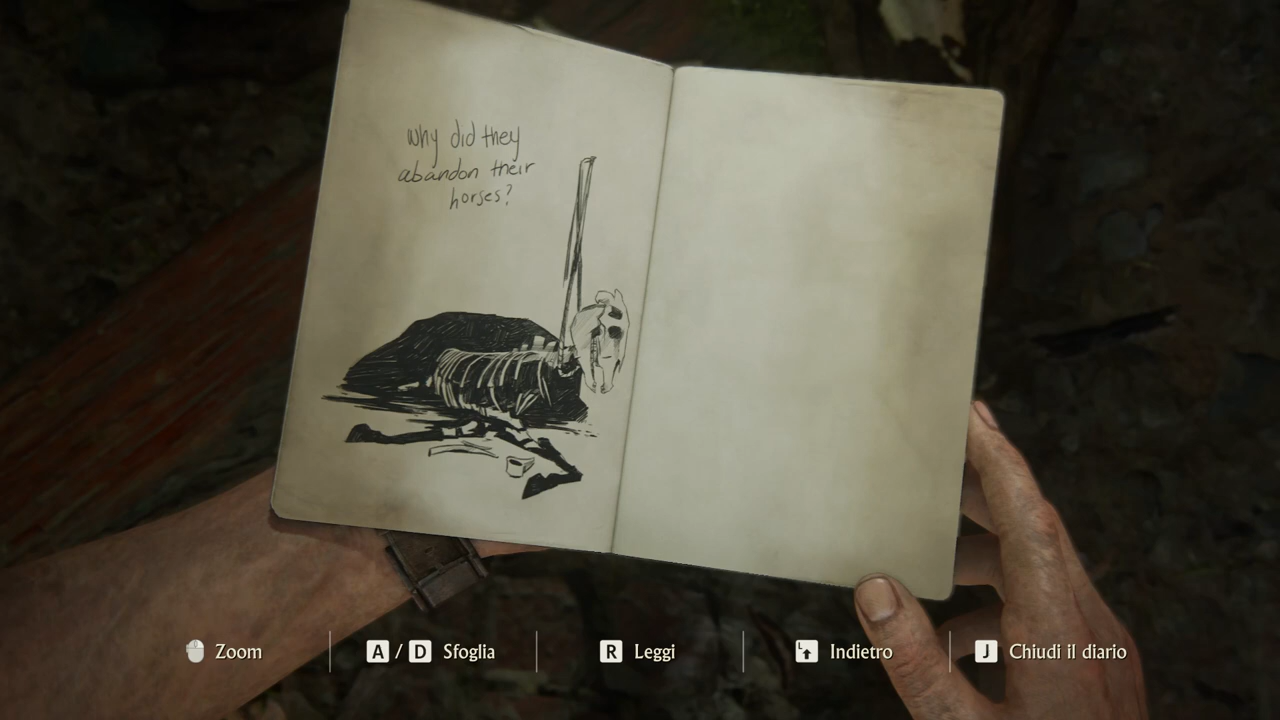 why did they
abandon their
horses?
Zoom
A / D Sfoglia
R Leggi
L Indietro
J Chiudi il diario